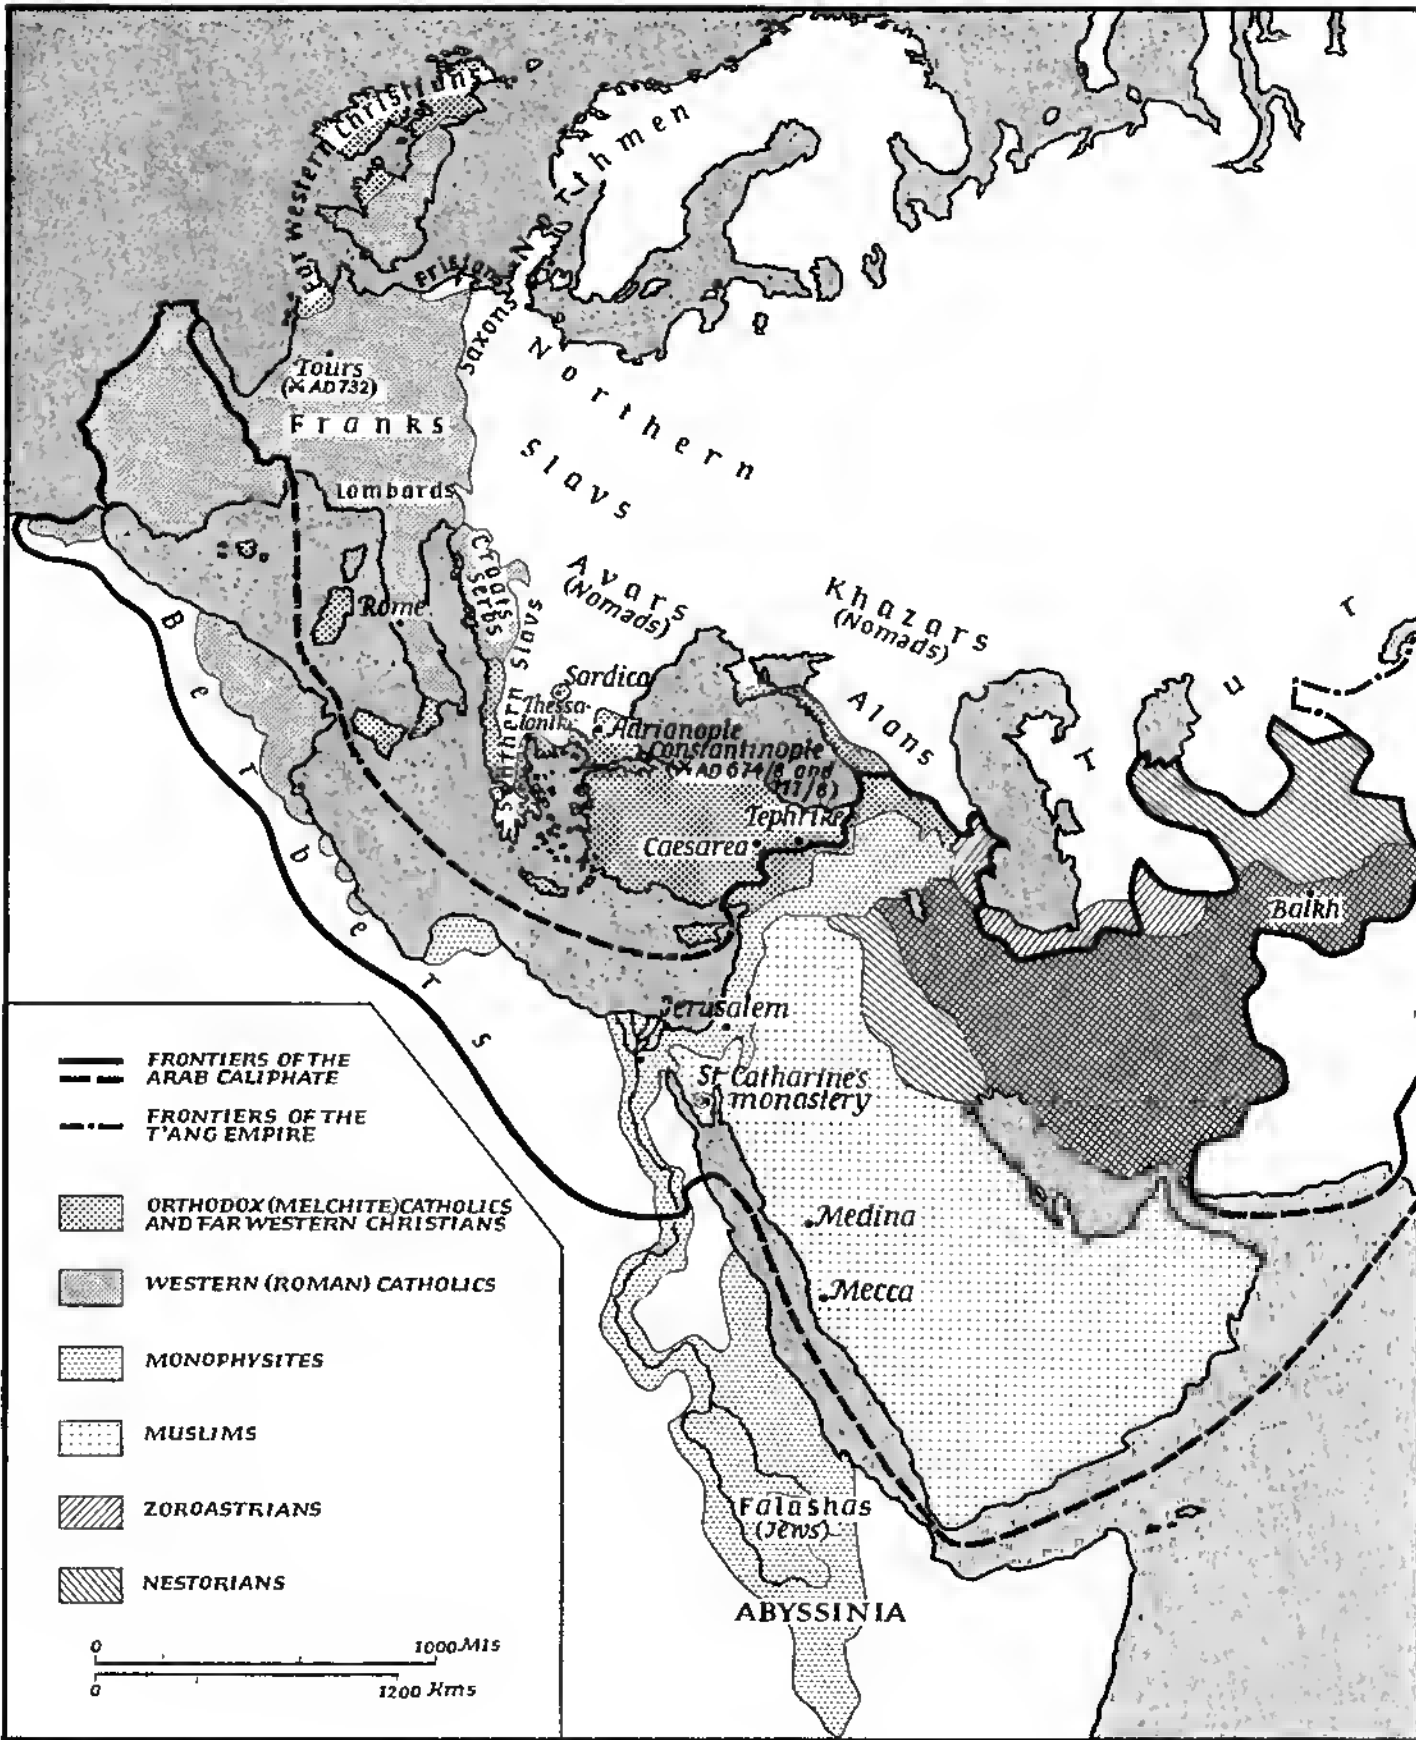 Far Western Christians
Northmen
Frisians
Saxons
Tours
(⚔AD 732)
Franks
Northern
Slavs
Lombards
Croats
Serbs
Avars
(Nomads)
Khazars
(Nomads)
Rome
Southern Slavs
Sardica
Thessa-
lonik
Adrianople
Constantinople
(⚔AD 674/8 and
717/8)
Alans
Tur
Berbers
Tephrike
Caesarea
Balkh
Jerusalem
St Catharine's
monastery
Medina
Mecca
Falashas
(Jews)
ABYSSINIA
FRONTIERS OF THE
ARAB CALIPHATE
FRONTIERS OF THE
T'ANG EMPIRE
ORTHODOX (MELCHITE) CATHOLICS
AND FAR WESTERN CHRISTIANS
WESTERN (ROMAN) CATHOLICS
MONOPHYSITES
MUSLIMS
ZOROASTRIANS
NESTORIANS
0 1000 Mls
0 1200 Kms